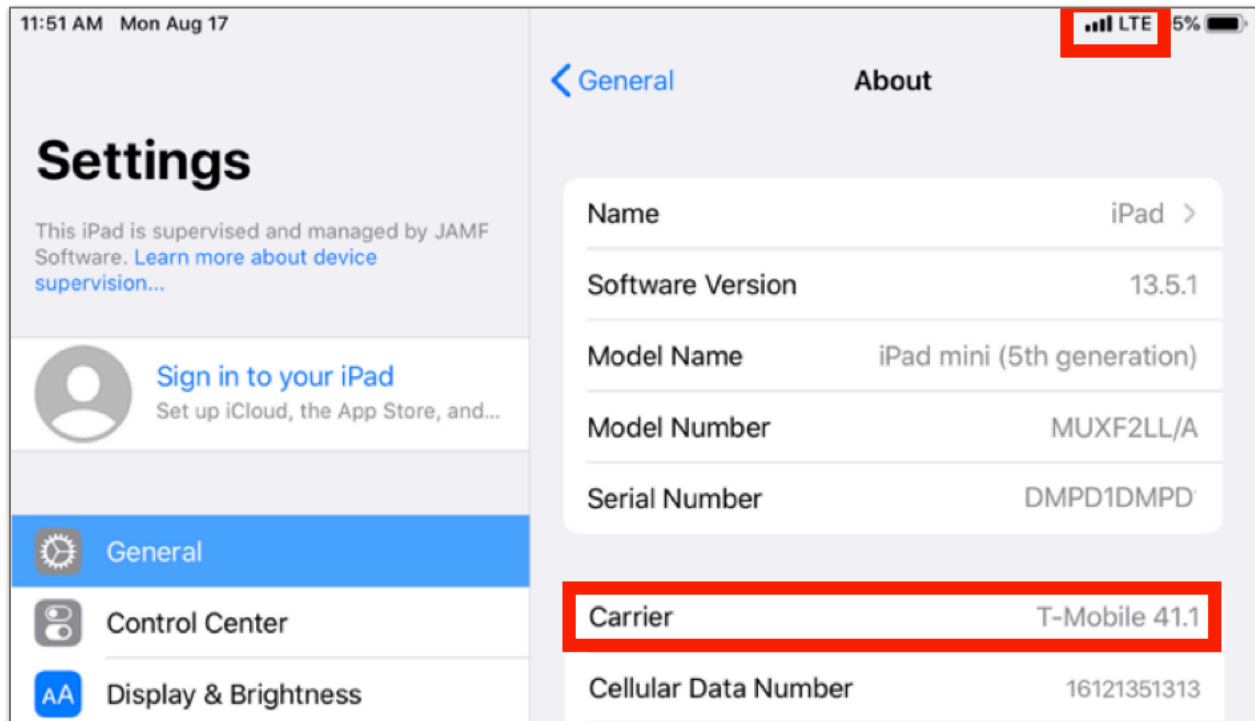 11:51 AM Mon Aug 17
LTE 5%
Settings
This iPad is supervised and managed by JAMF
Software. Learn more about device
supervision...
Sign in to your iPad
Set up iCloud, the App Store, and...
General
Control Center
AA Display & Brightness
General
About
Name iPad
Software Version 13.5.1
Model Name iPad mini (5th generation)
Model Number MUXF2LL/A
Serial Number DMPD1DMPD
Carrier T-Mobile 41.1
Cellular Data Number 16121351313